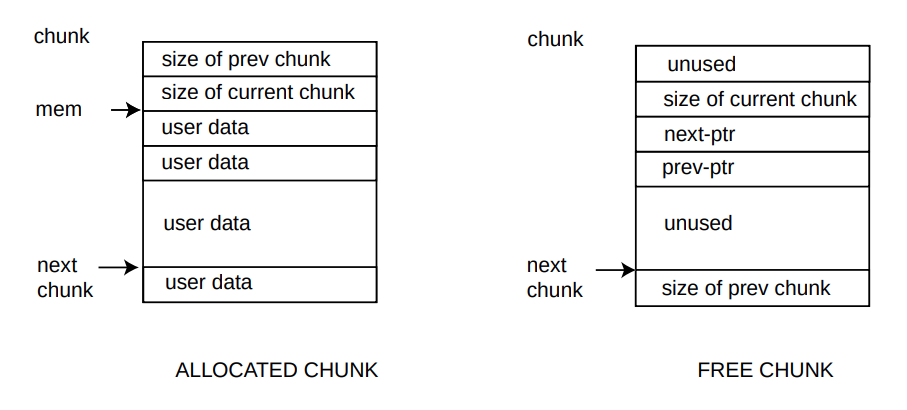 chunk
size of prev chunk
size of current chunk
mem
user data
user data
user data
next
chunk
user data
ALLOCATED CHUNK
chunk
unused
size of current chunk
next-ptr
prev-ptr
unused
next
chunk
size of prev chunk
FREE CHUNK